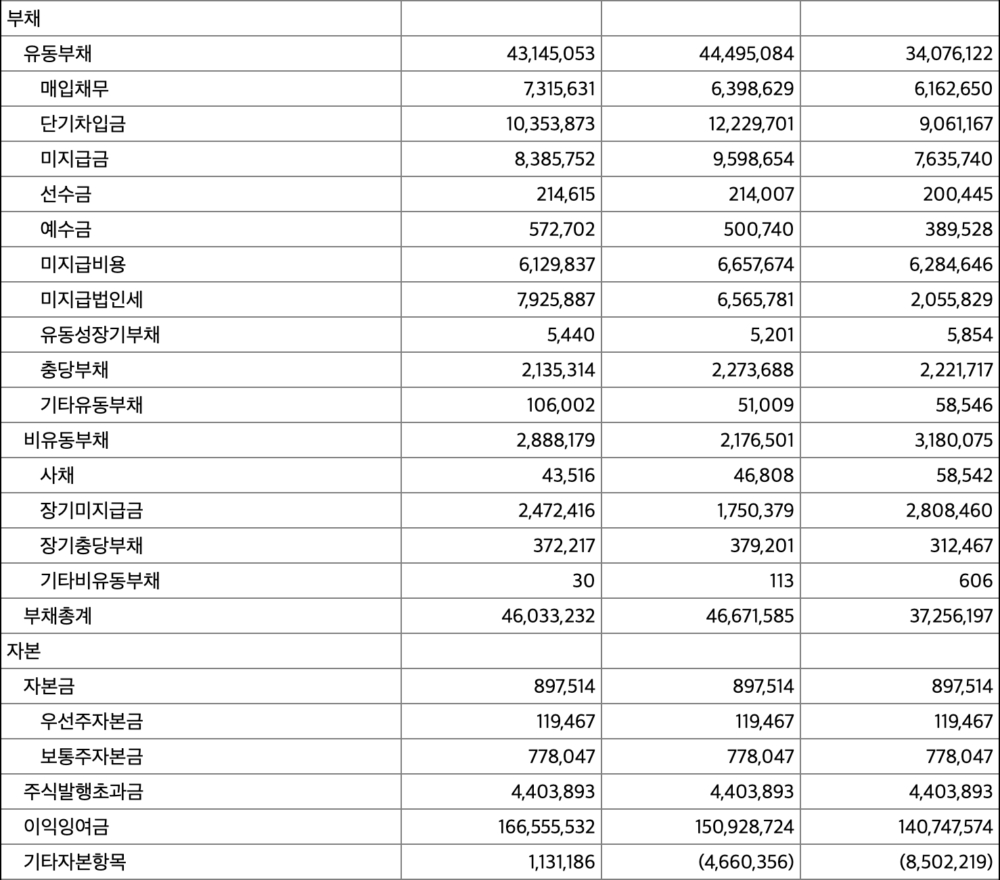 부채
유동부채 43,145,053 44,495,084 34,076,122
매입채무 7,315,631 6,398,629 6,162,650
단기차입금 10,353,873 12,229,701 9,061,167
미지급금 8,385,752 9,598,654 7,635,740
선수금 214,615 214,007 200,445
예수금 572,702 500,740 389,528
미지급비용 6,129,837 6,657,674 6,284,646
미지급법인세 7,925,887 6,565,781 2,055,829
유동성장기부채 5,440 5,201 5,854
충당부채 2,135,314 2,273,688 2,221,717
기타유동부채 106,002 51,009 58,546
비유동부채 2,888,179 2,176,501 3,180,075
사채 43,516 46,808 58,542
장기미지급금 2,472,416 1,750,379 2,808,460
장기충당부채 372,217 379,201 312,467
기타비유동부채 30 113 606
부채총계 46,033,232 46,671,585 37,256,197
자본
자본금 897,514 897,514 897,514
우선주자본금 119,467 119,467 119,467
보통주자본금 778,047 778,047 778,047
주식발행초과금 4,403,893 4,403,893 4,403,893
이익잉여금 166,555,532 150,928,724 140,747,574
기타자본항목 1,131,186 (4,660,356) (8,502,219)